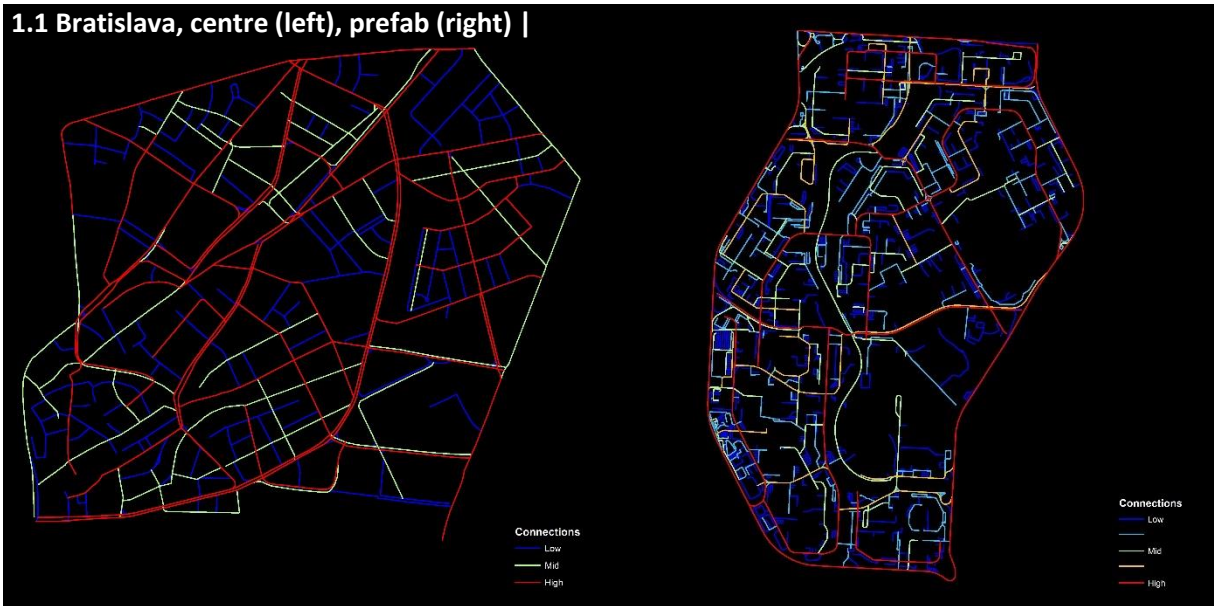 1.1 Bratislava, centre (left), prefab (right) |
Connections
Low
Mid
High
Connections
Low
Mid
High